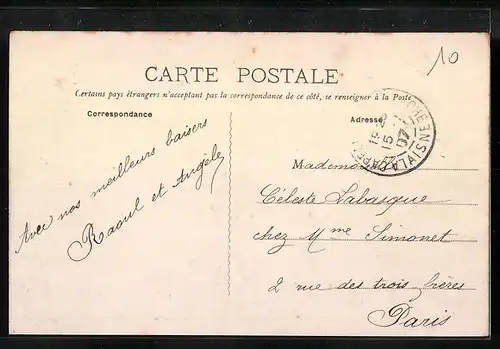 10
CARTE POSTALE
Certains pays étrangers n'acceptant pas la correspondance de ce côté, se renseigner à la Poste
Correspondance
Adresse
Avec nos meilleurs baisers
Raoul et Angèle
Mademoi
Céleste Labasque
chez Mme Simonet
2 rue des trois frères
Paris